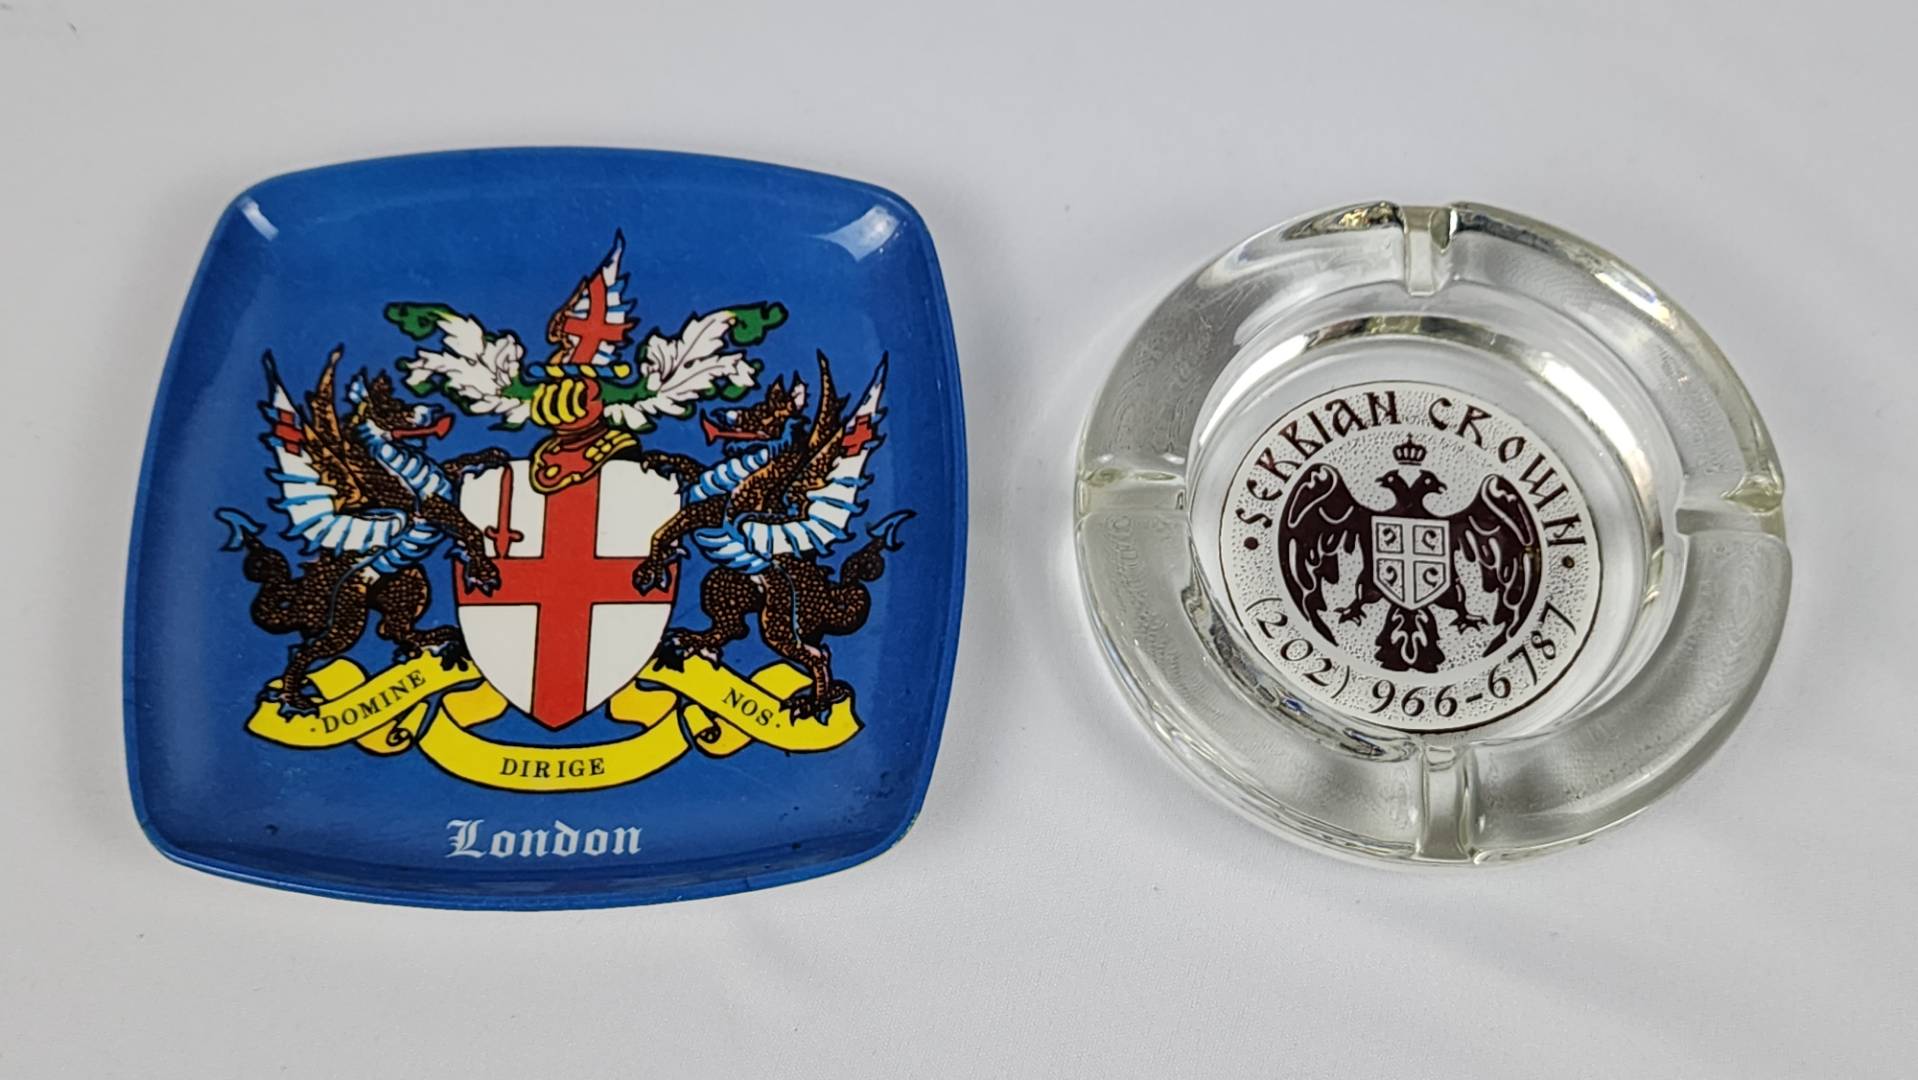 ·DOMINE
DIRIGE
NOS·
London
• SERBIAN CROWN •
(202) 966-6787